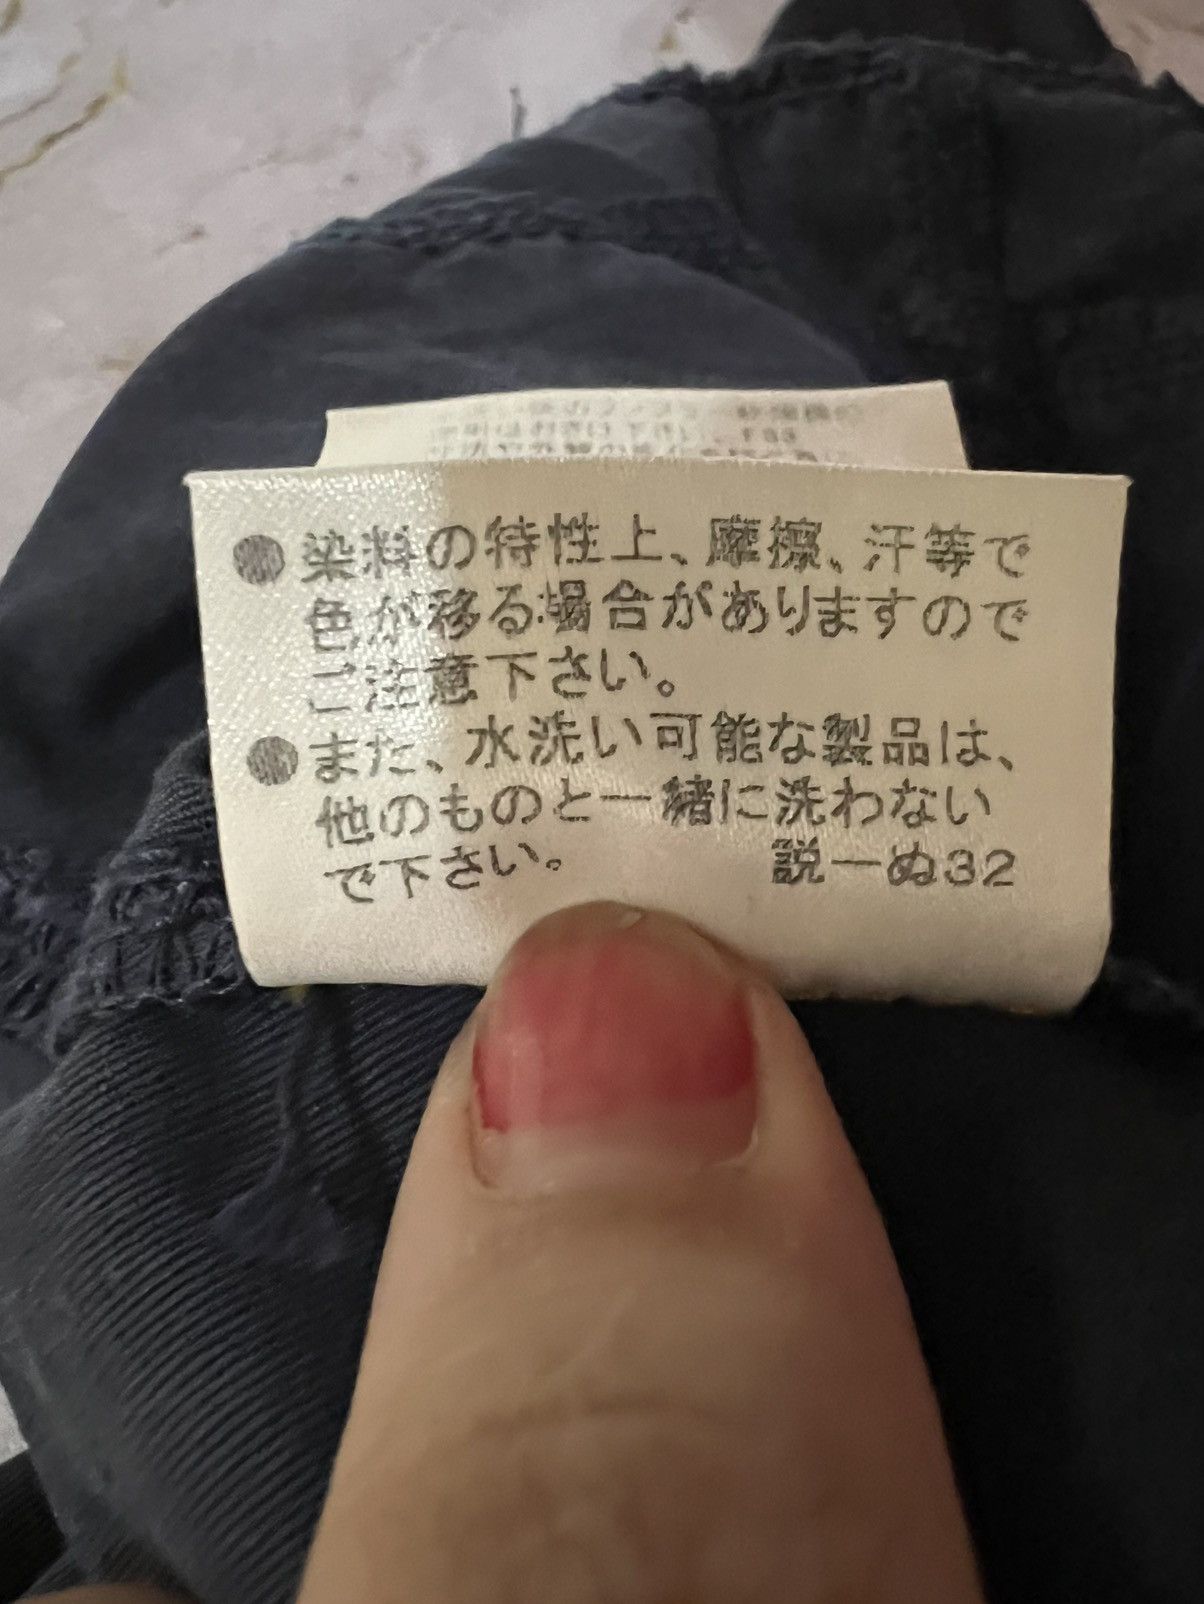 ●染料の特性上、摩擦、汗等で
色が移る場合がありますので
ご注意下さい。
●また、水洗い可能な製品は、
他のものと一緒に洗わない
で下さい。 説ーぬ32